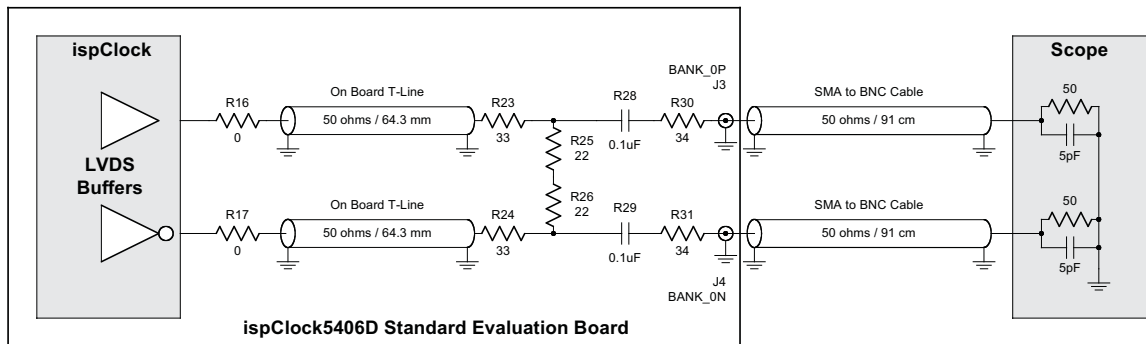 ispClock
Scope
BANK_0P
J3
R16
0
On Board T-Line
50 ohms / 64.3 mm
R23
33
R28
0.1uF
R30
34
SMA to BNC Cable
50 ohms / 91 cm
50
5pF
R25
22
LVDS
Buffers
R26
22
R17
0
On Board T-Line
50 ohms / 64.3 mm
R24
33
R29
0.1uF
R31
34
SMA to BNC Cable
50 ohms / 91 cm
50
5pF
J4
BANK_0N
ispClock5406D Standard Evaluation Board